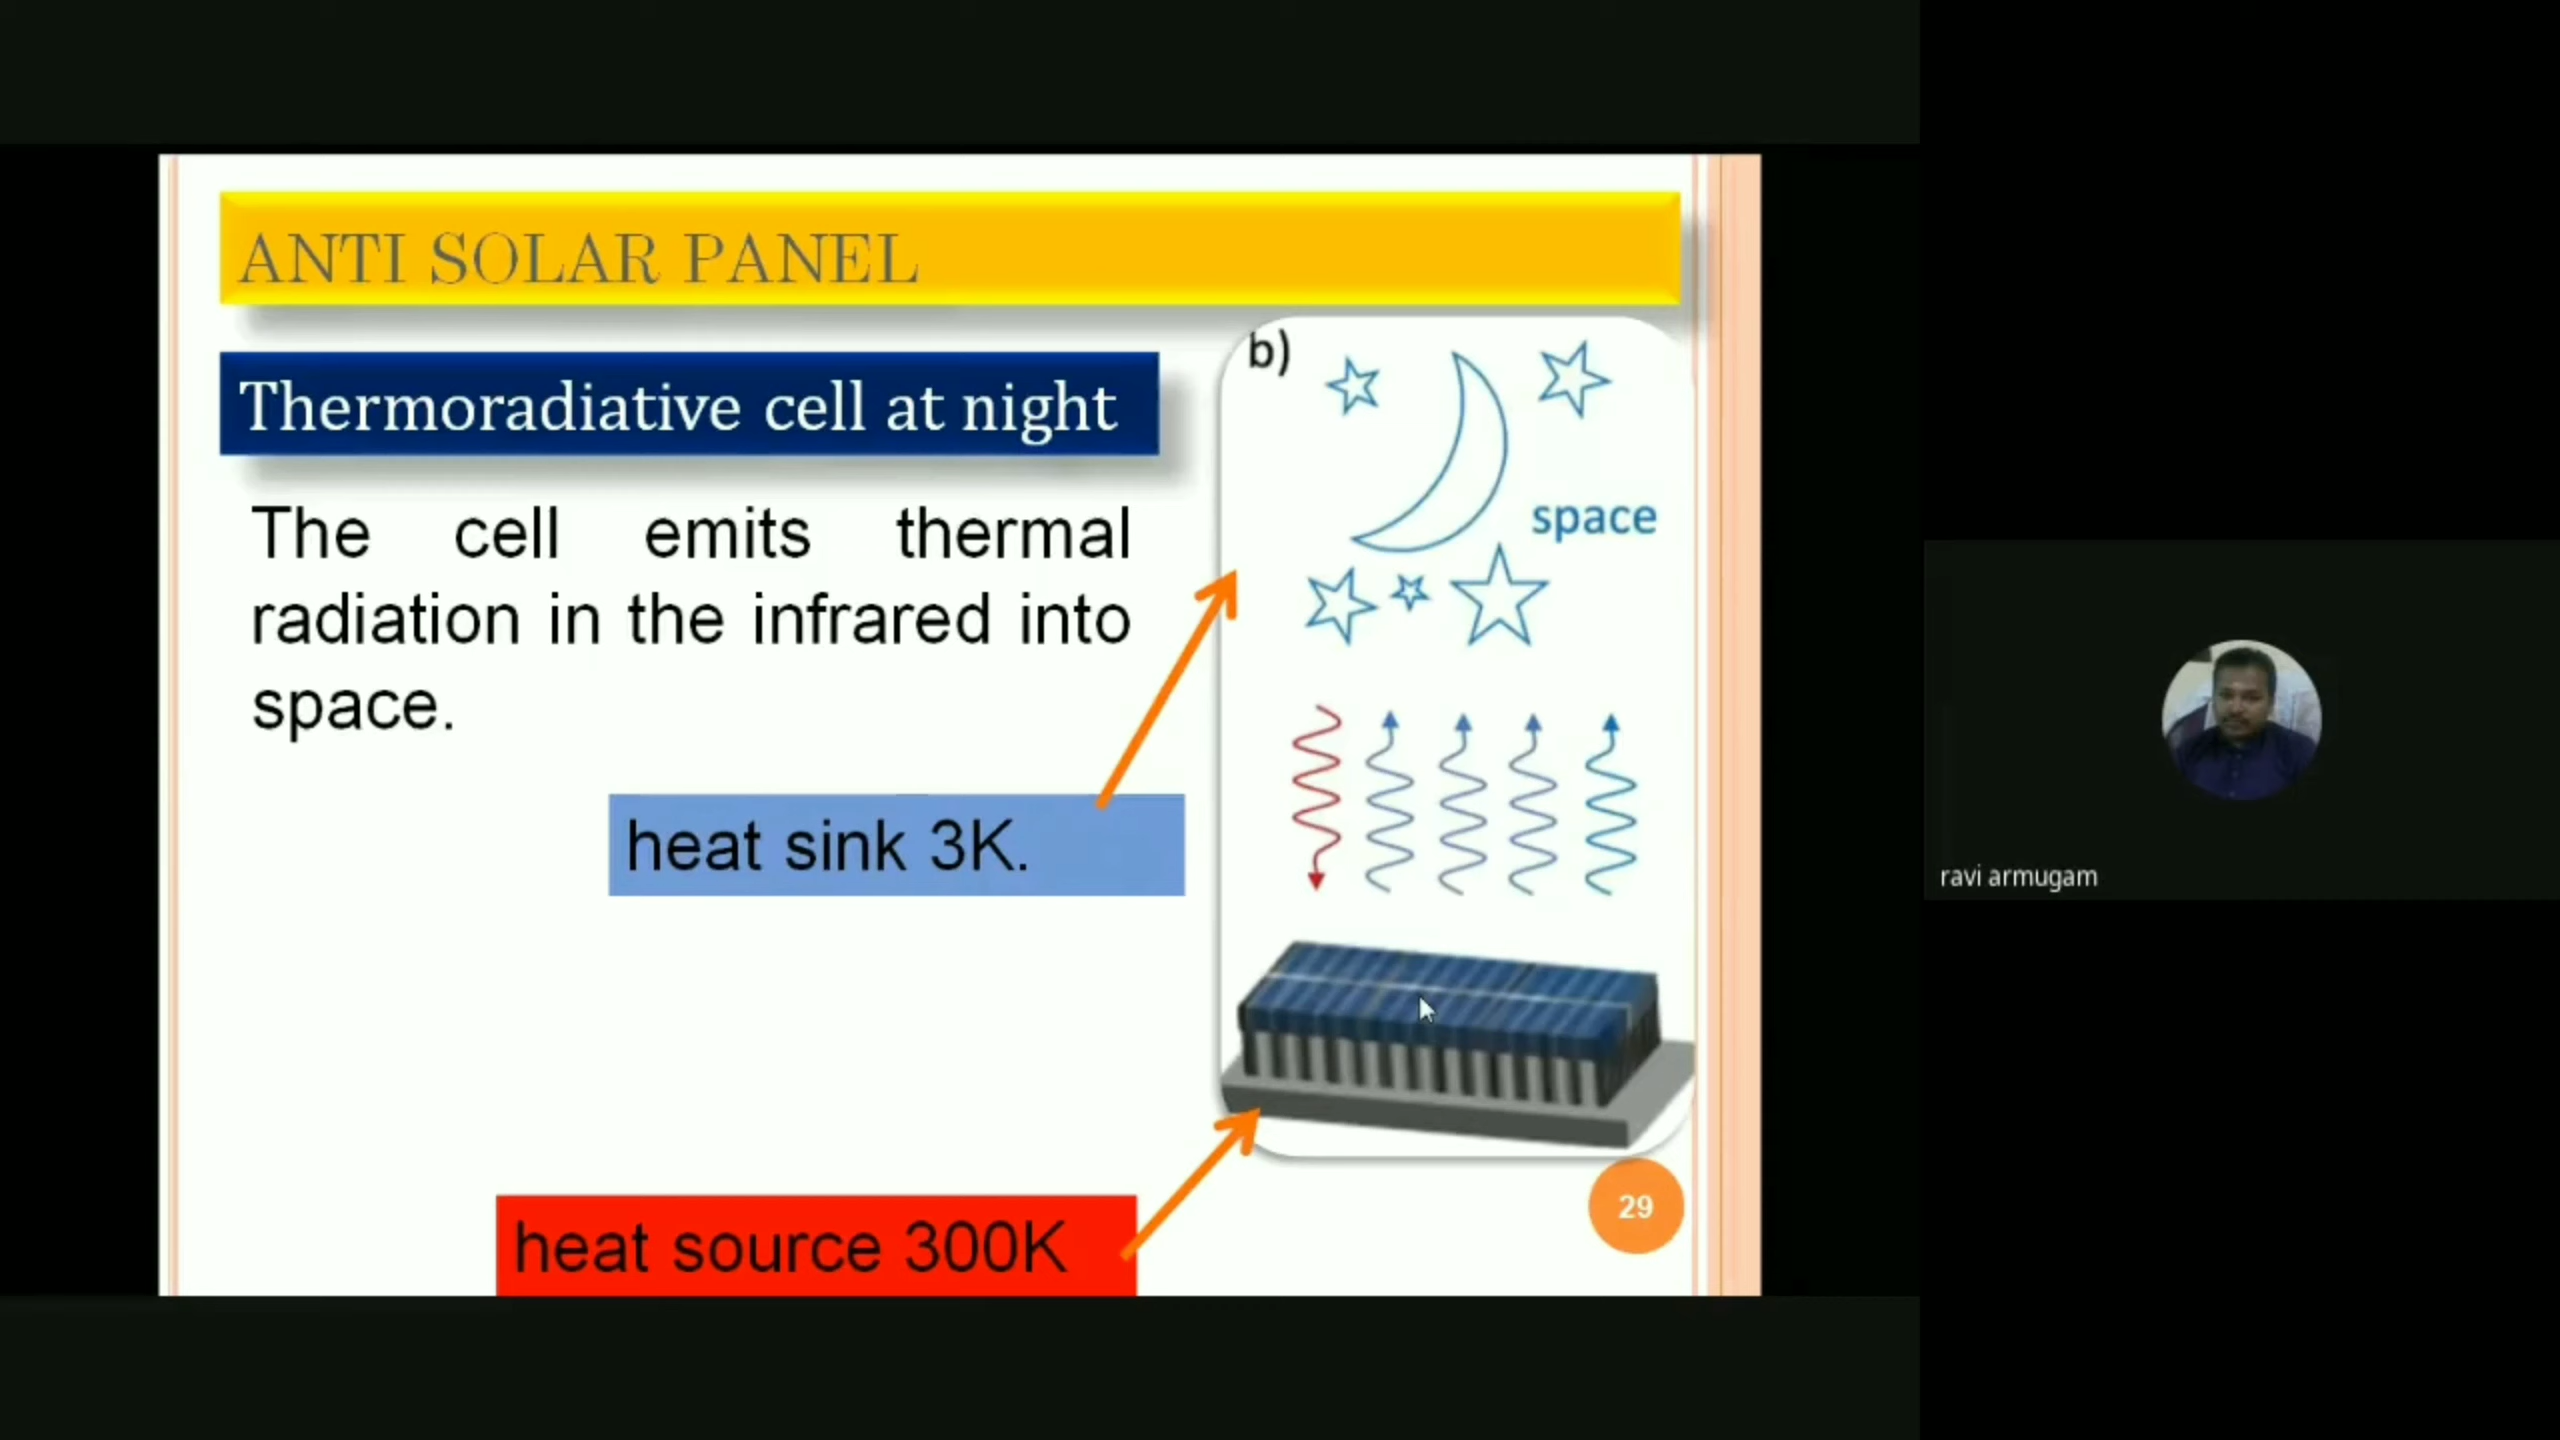 ANTI SOLAR PANEL
Thermoradiative cell at night
The cell emits thermal
radiation in the infrared into
space.
heat sink 3K.
heat source 300K
b)
space
29
ravi armugam